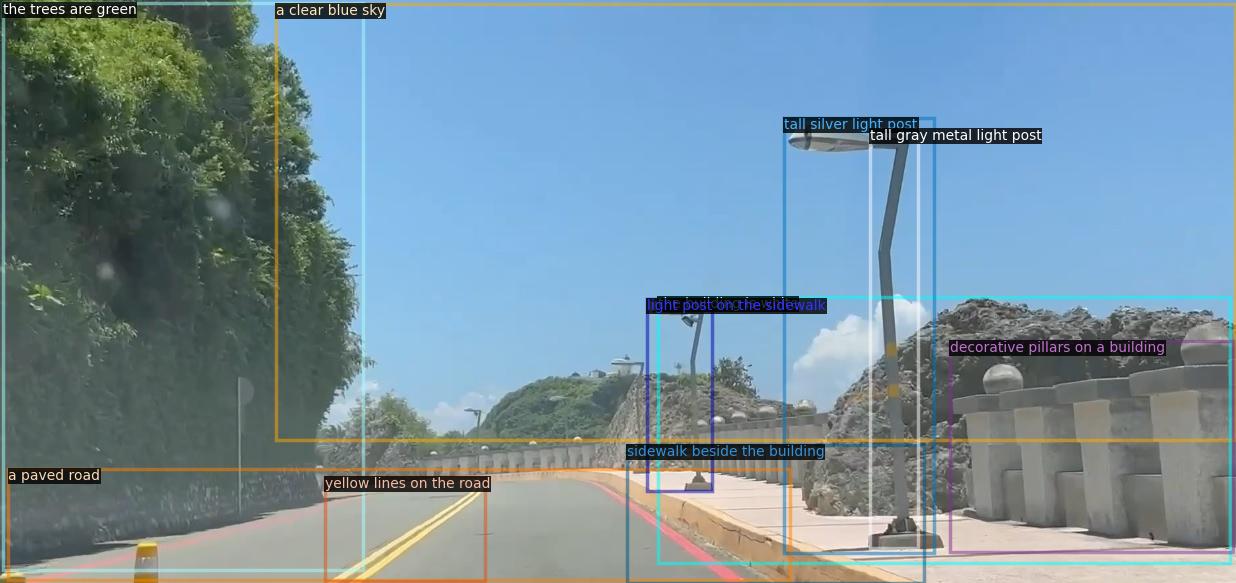 the trees are green
a clear blue sky
tall silver light post
tall gray metal light post
light post on the sidewalk
decorative pillars on a building
sidewalk beside the building
a paved road
yellow lines on the road